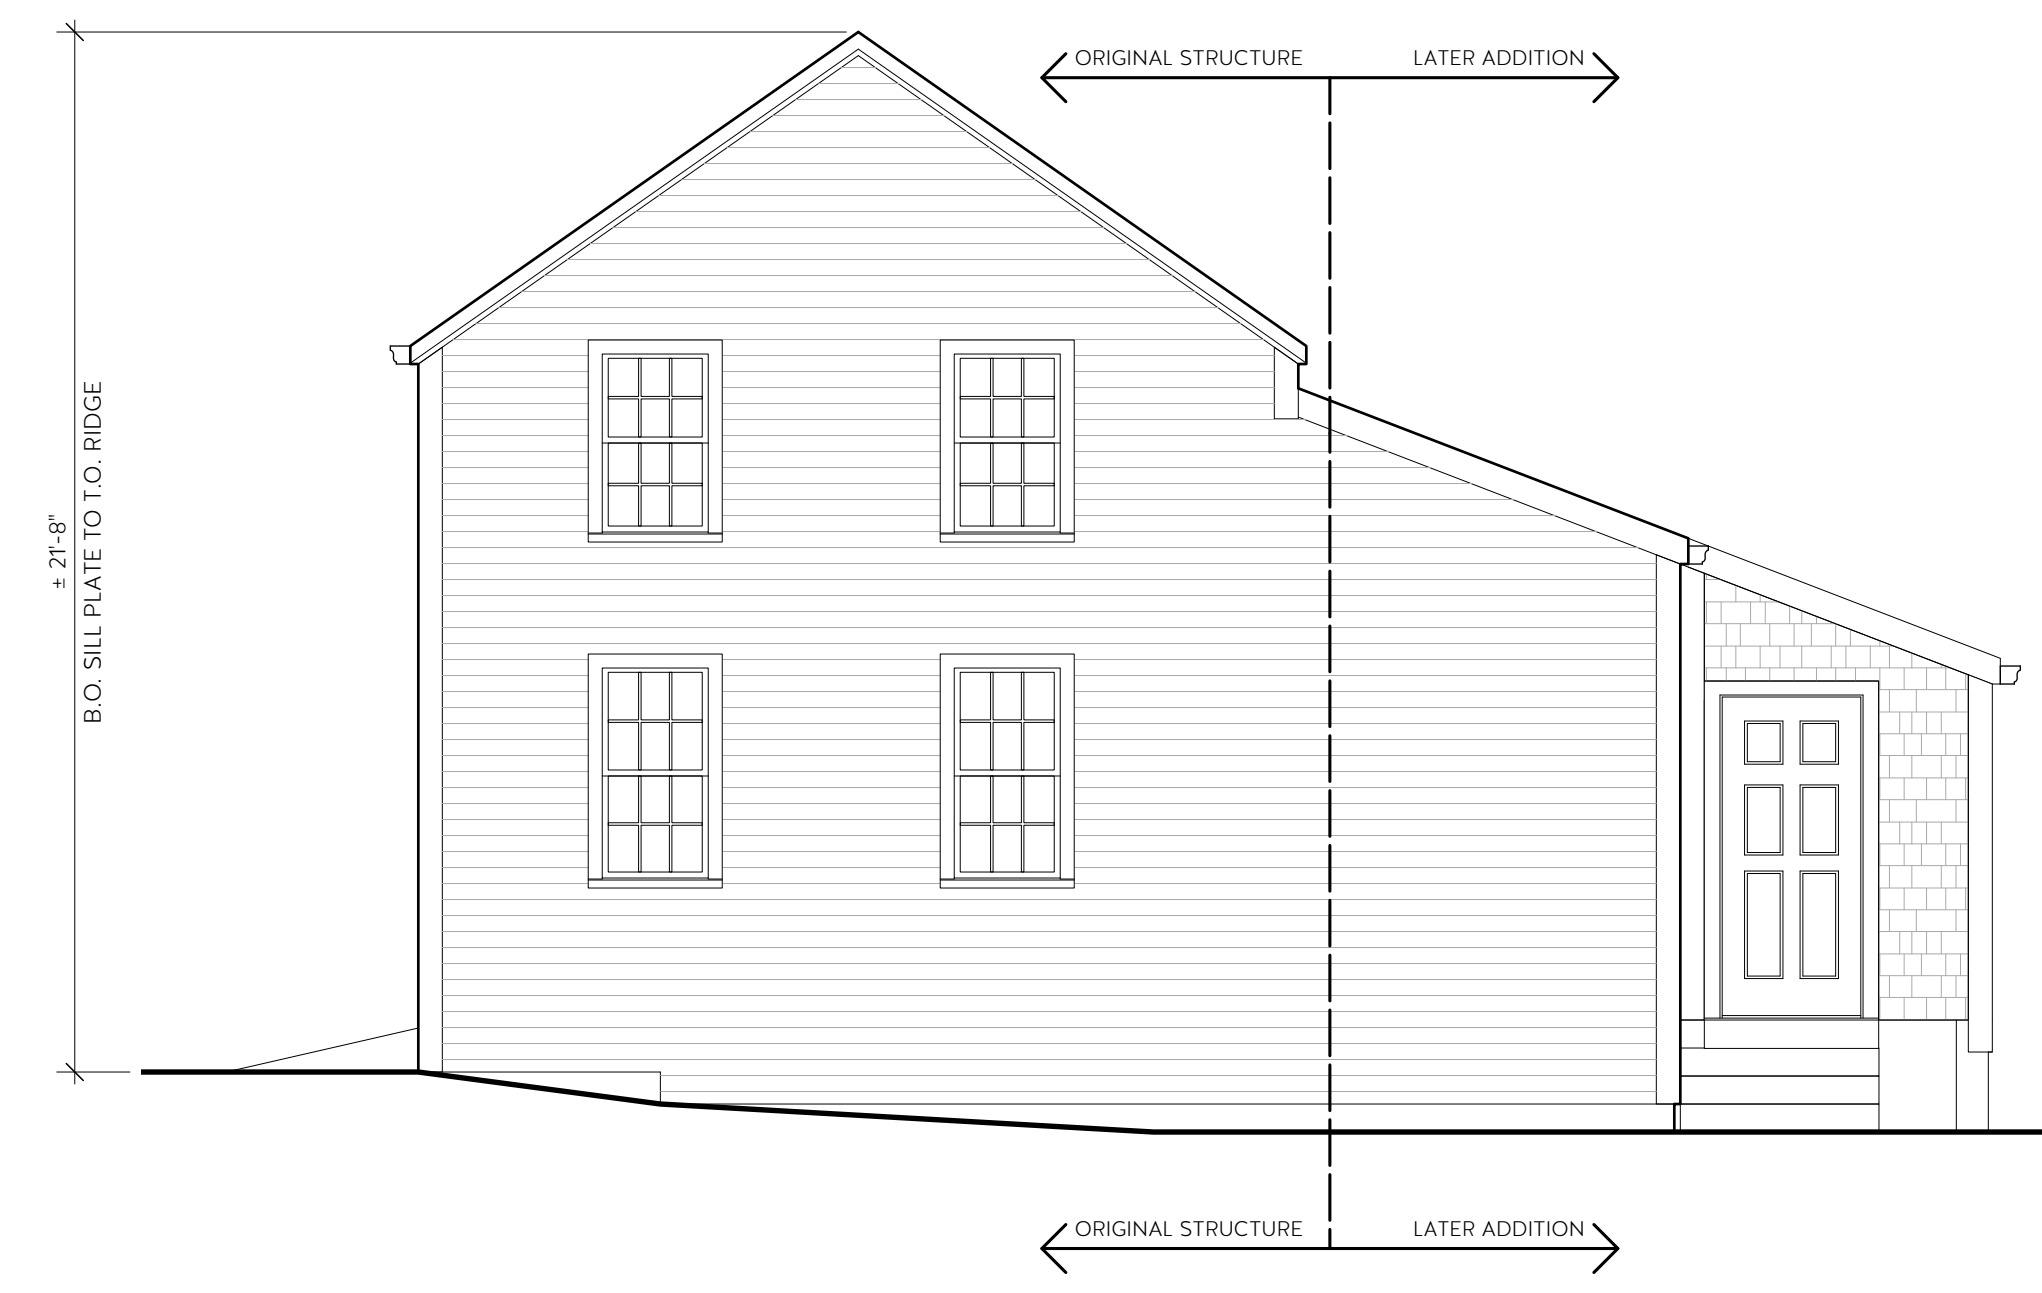 ORIGINAL STRUCTURE
LATER ADDITION
± 21'-8"
B.O. SILL PLATE TO T.O. RIDGE
ORIGINAL STRUCTURE
LATER ADDITION